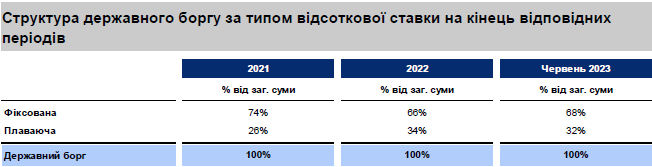 Структура державного боргу за типом відсоткової ставки на кінець відповідних
періодів
2021 2022 Червень 2023
% від заг. суми % від заг. суми % від заг. суми
Фіксована 74% 66% 68%
Плаваюча 26% 34% 32%
Державний борг 100% 100% 100%